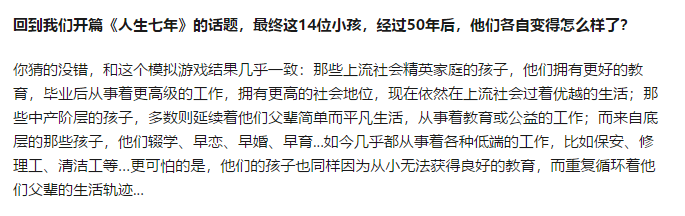 回到我们开篇《人生七年》的话题，最终这14位小孩，经过50年后，他们各自变得怎么样了？
你猜的没错，和这个模拟游戏结果几乎一致：那些上流社会精英家庭的孩子，他们拥有更好的教
育，毕业后从事着更高级的工作，拥有更高的社会地位，现在依然在上流社会过着优越的生活；那
些中产阶层的孩子，多数则延续着他们父辈简单而平凡生活，从事着教育或公益的工作；而来自底
层的那些孩子，他们辍学、早恋、早婚、早育...如今几乎都从事着各种低端的工作，比如保安、修
理工、清洁工等...更可怕的是，他们的孩子也同样因为从小无法获得良好的教育，而重复循环着他
们父辈的生活轨迹...